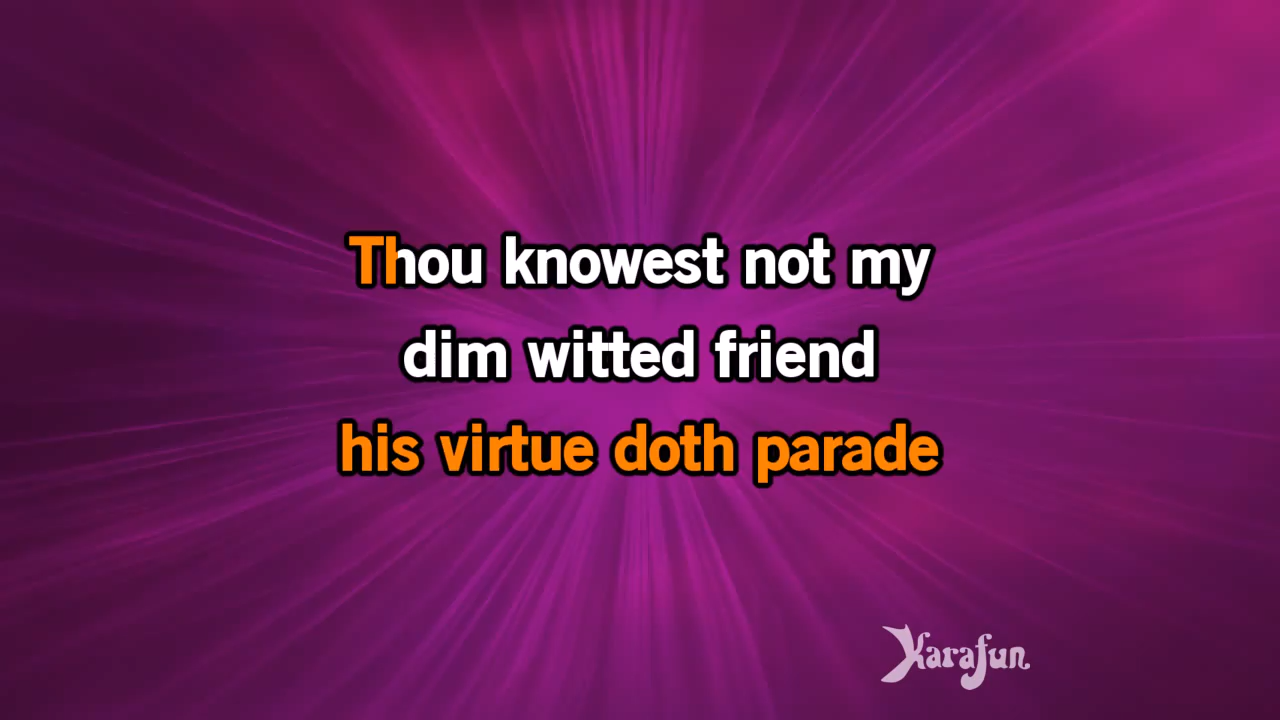 Thou knowest not my
dim witted friend
his virtue doth parade
Karafun